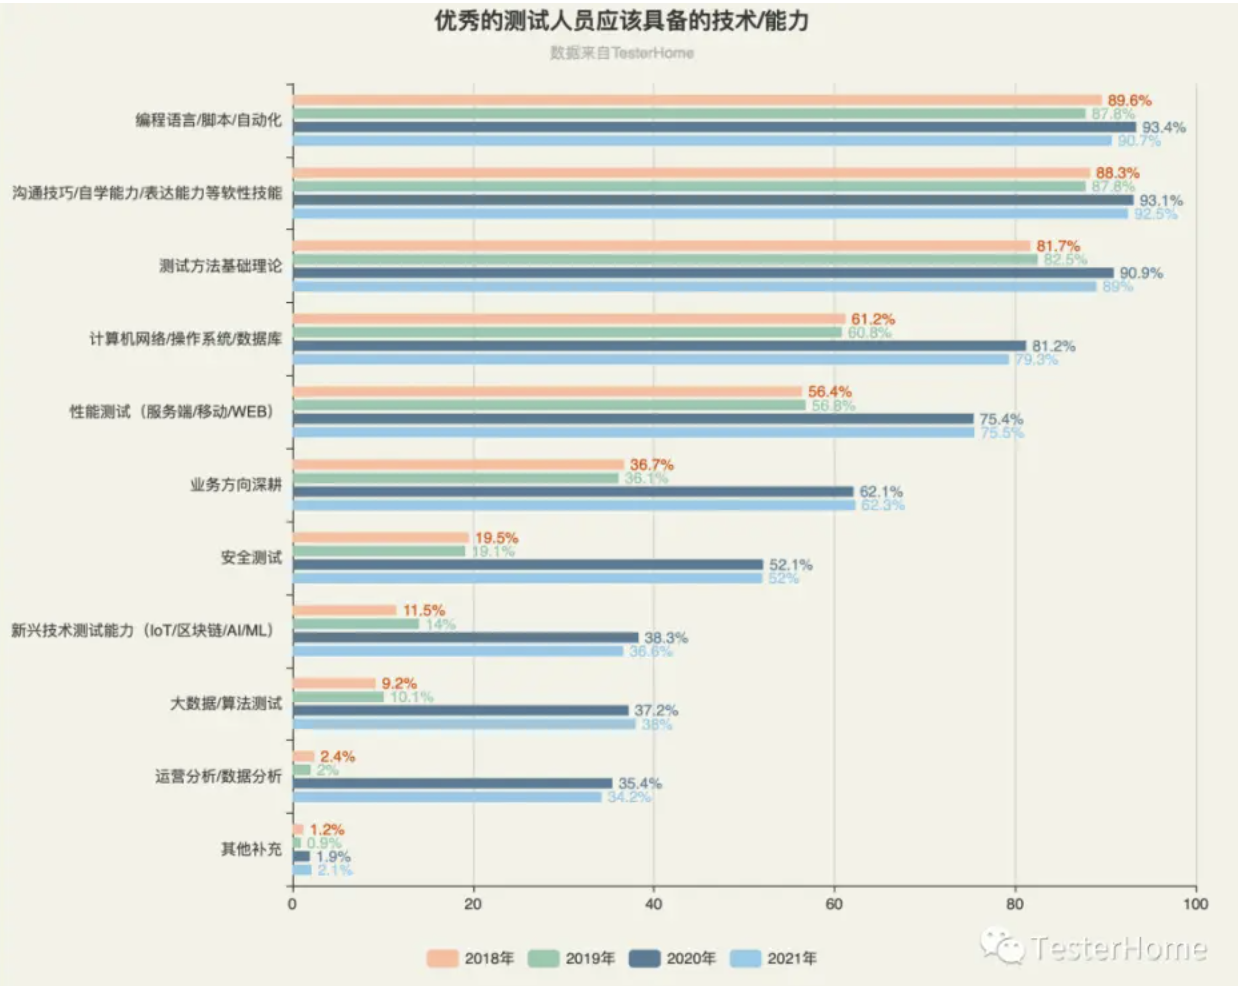 优秀的测试人员应该具备的技术/能力
数据来自TesterHome
编程语言/脚本/自动化
89.6%
87.8%
93.4%
90.7%
沟通技巧/自学能力/表达能力等软性技能
88.3%
87.8%
93.1%
92.5%
测试方法基础理论
81.7%
82.5%
90.9%
89%
计算机网络/操作系统/数据库
61.2%
60.8%
81.2%
79.3%
性能测试（服务端/移动/WEB）
56.4%
56.8%
75.4%
75.5%
业务方向深耕
36.7%
36.1%
62.1%
62.3%
安全测试
19.5%
19.1%
52.1%
52%
新兴技术测试能力（IoT/区块链/AI/ML）
11.5%
14%
38.3%
36.6%
大数据/算法测试
9.2%
10.1%
37.2%
38%
运营分析/数据分析
2.4%
2%
35.4%
34.2%
其他补充
1.2%
0.9%
1.9%
2.1%
0 20 40 60 80 100
2018年 2019年 2020年 2021年
TesterHome